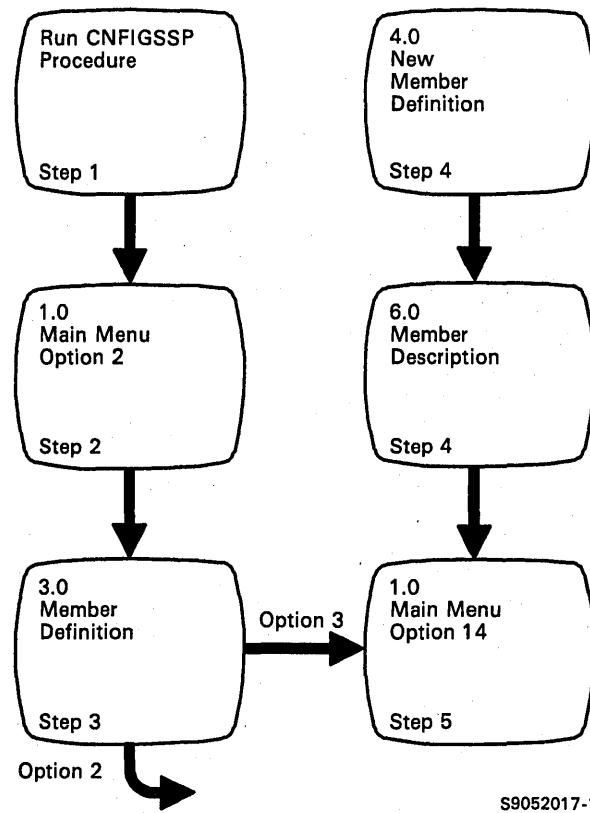 Run CNFIGSSP
Procedure
Step 1
1.0
Main Menu
Option 2
Step 2
3.0
Member
Definition
Step 3
Option 2
Option 3
4.0
New
Member
Definition
Step 4
6.0
Member
Description
Step 4
1.0
Main Menu
Option 14
Step 5